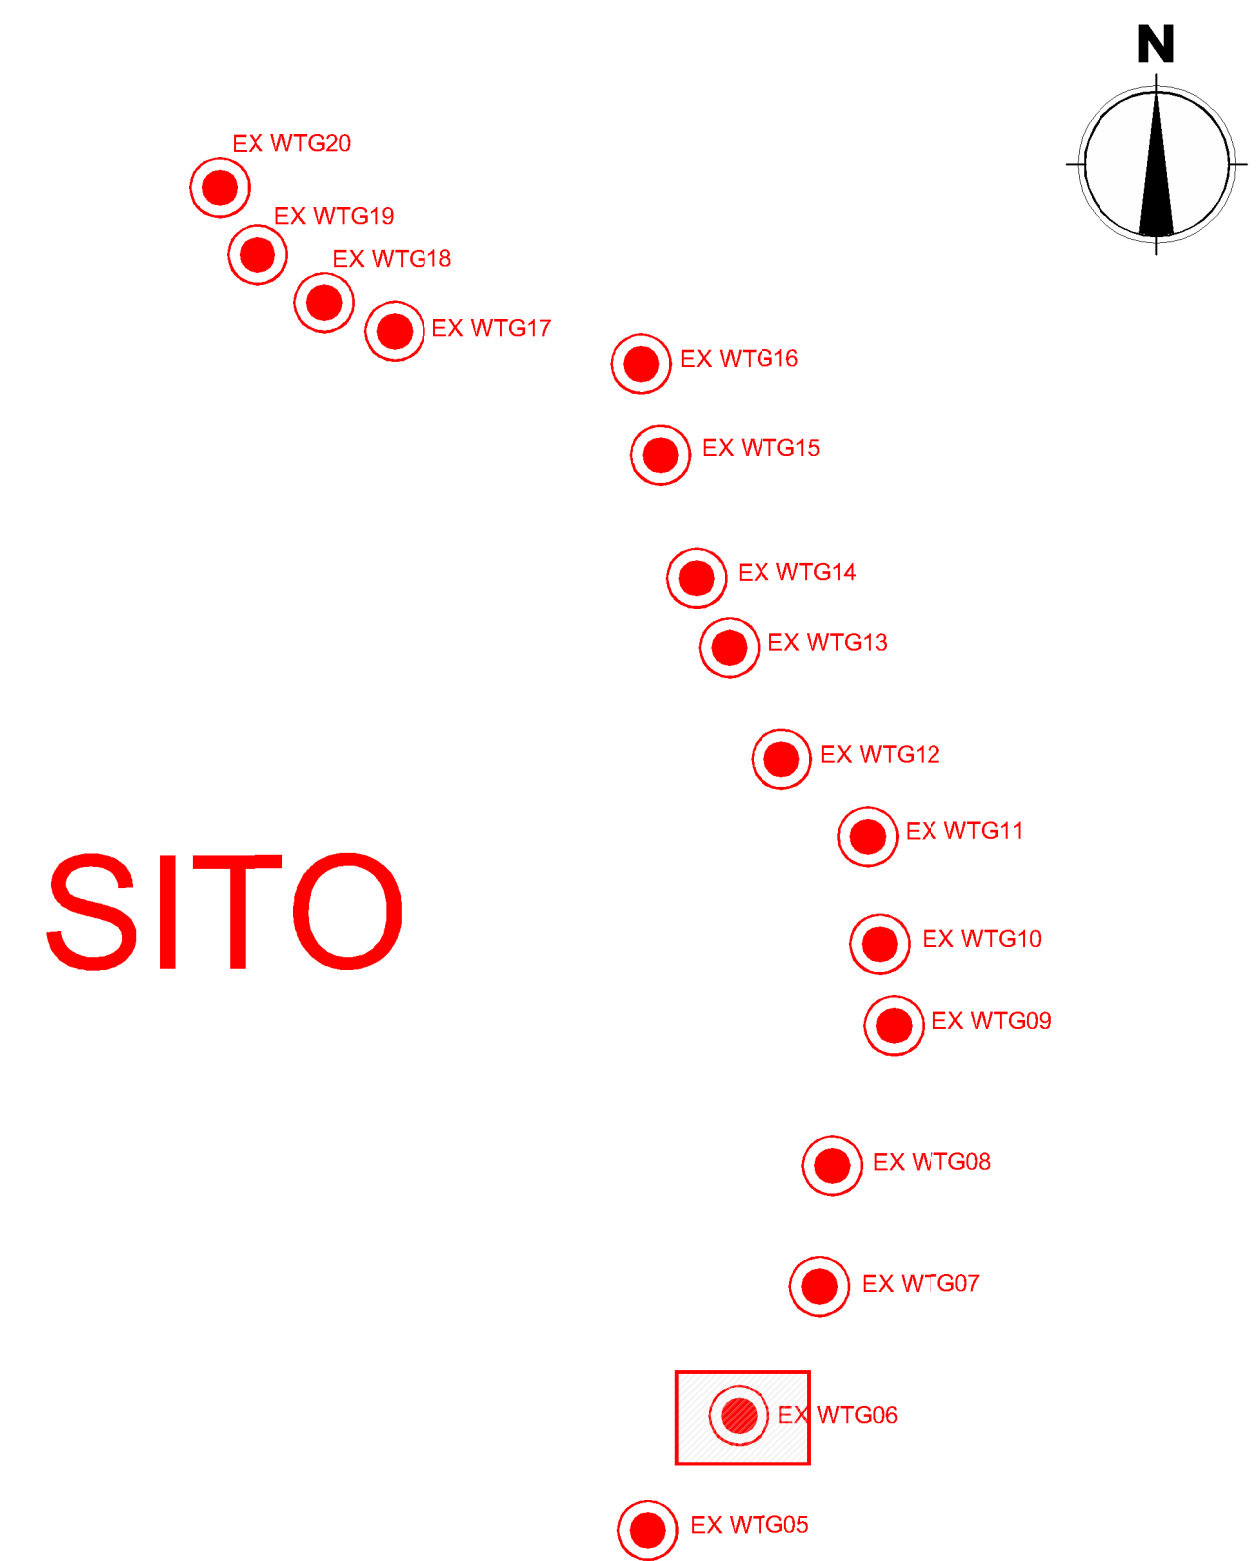 N
EX WTG20
EX WTG19
EX WTG18
EX WTG17
EX WTG16
EX WTG15
EX WTG14
EX WTG13
EX WTG12
EX WTG11
SITO
EX WTG10
EX WTG09
EX WTG08
EX WTG07
EX WTG06
EX WTG05